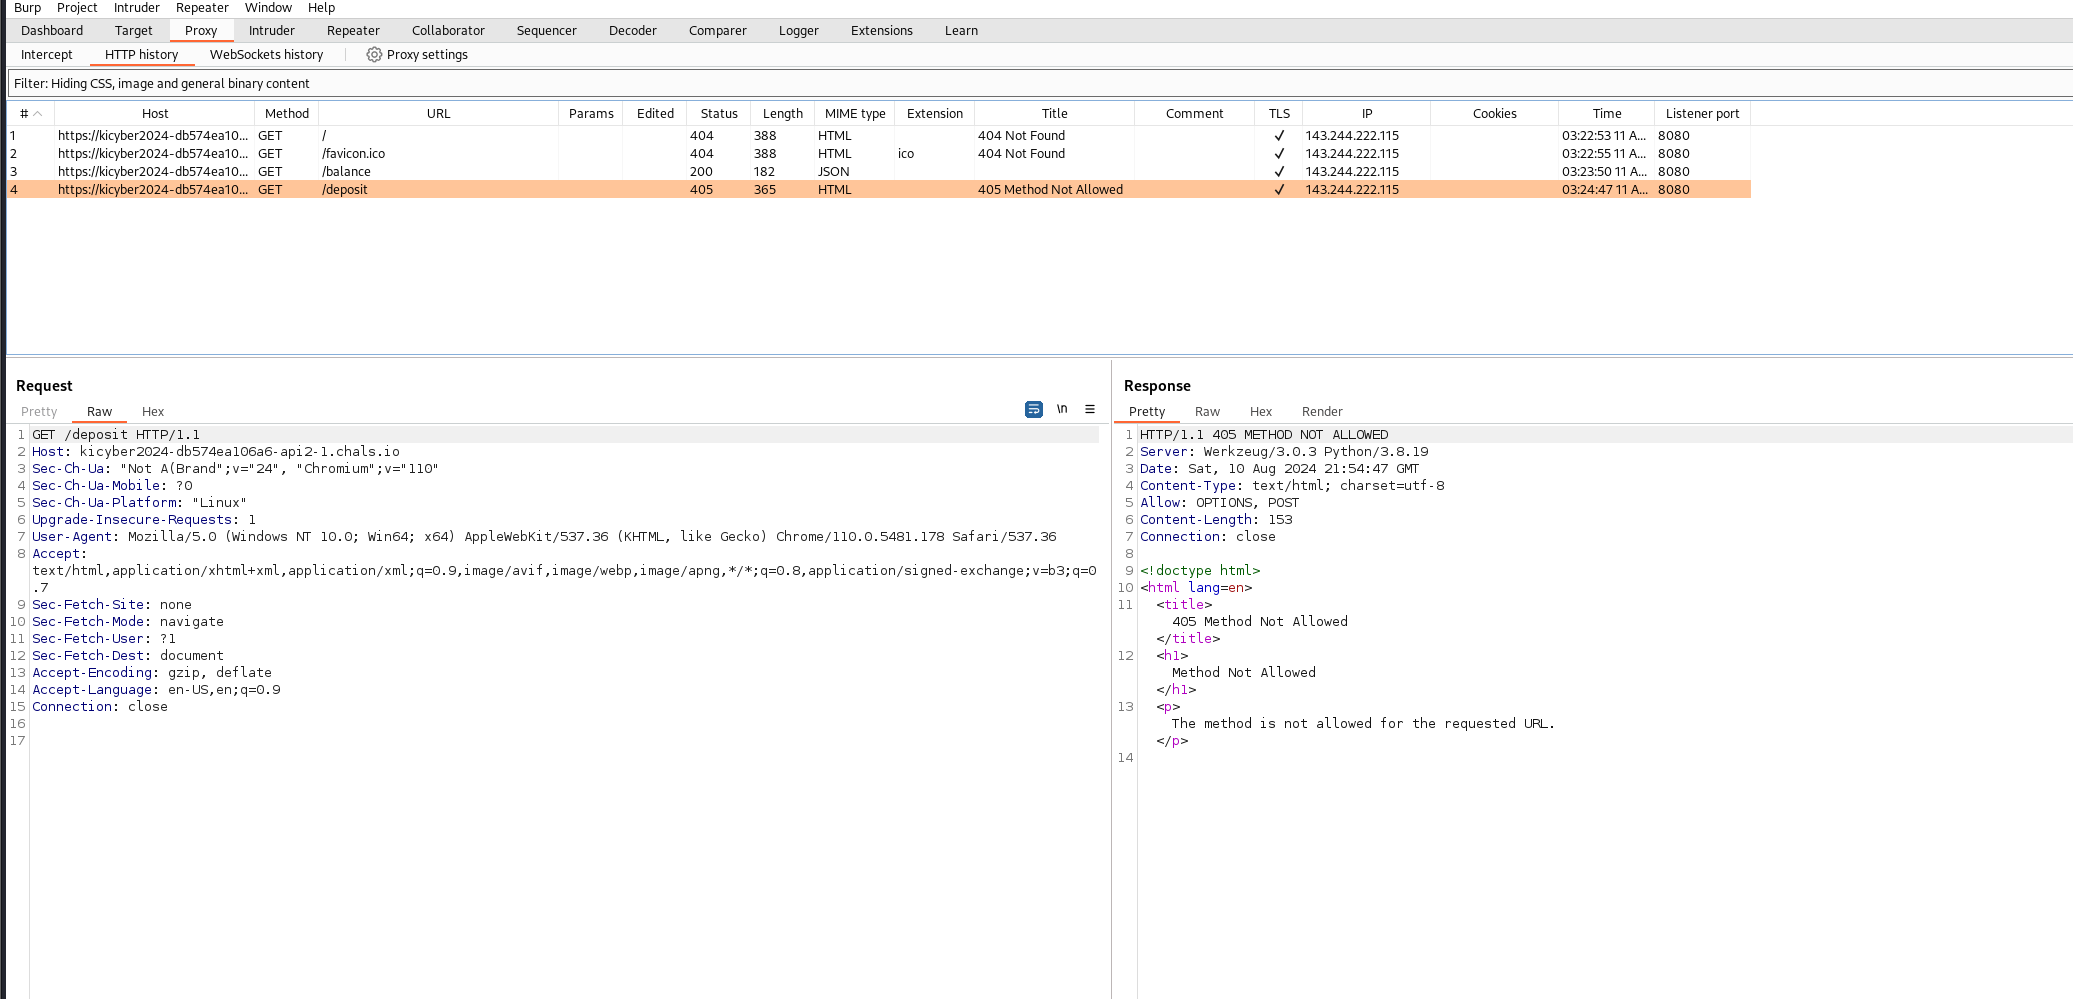 Burp Project Intruder Repeater Window Help
Dashboard Target Proxy Intruder Repeater Collaborator Sequencer Decoder Comparer Logger Extensions Learn
Intercept HTTP history WebSockets history Proxy settings
Filter: Hiding CSS, image and general binary content
# Host Method URL Params Edited Status Length MIME type Extension Title Comment TLS IP Cookies Time Listener port
1 https://kicyber2024-db574ea10... GET / 404 388 HTML 404 Not Found ✓ 143.244.222.115 03:22:53 11 A... 8080
2 https://kicyber2024-db574ea10... GET /favicon.ico 404 388 HTML ico 404 Not Found ✓ 143.244.222.115 03:22:55 11 A... 8080
3 https://kicyber2024-db574ea10... GET /balance 200 182 JSON ✓ 143.244.222.115 03:23:50 11 A... 8080
4 https://kicyber2024-db574ea10... GET /deposit 405 365 HTML 405 Method Not Allowed ✓ 143.244.222.115 03:24:47 11 A... 8080
Request
Pretty Raw Hex \n
1 GET /deposit HTTP/1.1
2 Host: kicyber2024-db574ea106a6-api2-1.chals.io
3 Sec-Ch-Ua: "Not A(Brand";v="24", "Chromium";v="110"
4 Sec-Ch-Ua-Mobile: ?0
5 Sec-Ch-Ua-Platform: "Linux"
6 Upgrade-Insecure-Requests: 1
7 User-Agent: Mozilla/5.0 (Windows NT 10.0; Win64; x64) AppleWebKit/537.36 (KHTML, like Gecko) Chrome/110.0.5481.178 Safari/537.36
8 Accept:
text/html,application/xhtml+xml,application/xml;q=0.9,image/avif,image/webp,image/apng,*/*;q=0.8,application/signed-exchange;v=b3;q=0
.7
9 Sec-Fetch-Site: none
10 Sec-Fetch-Mode: navigate
11 Sec-Fetch-User: ?1
12 Sec-Fetch-Dest: document
13 Accept-Encoding: gzip, deflate
14 Accept-Language: en-US,en;q=0.9
15 Connection: close
16
17
Response
Pretty Raw Hex Render
1 HTTP/1.1 405 METHOD NOT ALLOWED
2 Server: Werkzeug/3.0.3 Python/3.8.19
3 Date: Sat, 10 Aug 2024 21:54:47 GMT
4 Content-Type: text/html; charset=utf-8
5 Allow: OPTIONS, POST
6 Content-Length: 153
7 Connection: close
8
9 <!doctype html>
10 <html lang=en>
11 <title>
405 Method Not Allowed
</title>
12 <h1>
Method Not Allowed
</h1>
13 <p>
The method is not allowed for the requested URL.
</p>
14